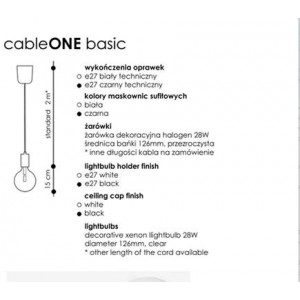 cableONE basic
wykończenia oprawek
e27 biały techniczny
e27 czarny techniczny
kolory maskownic sufitowych
biała
czarna
żarówki
żarówka dekoracyjna halogen 28W
średnica bańki 126mm, przezroczysta
* inne długości kabla na zamówienie
lightbulb holder finish
e27 white
e27 black
ceiling cap finish
white
black
lightbulbs
decorative xenon llightbulb 28W
diameter 126mm, clear
* other length of the cord available
standard 2m*
15 cm